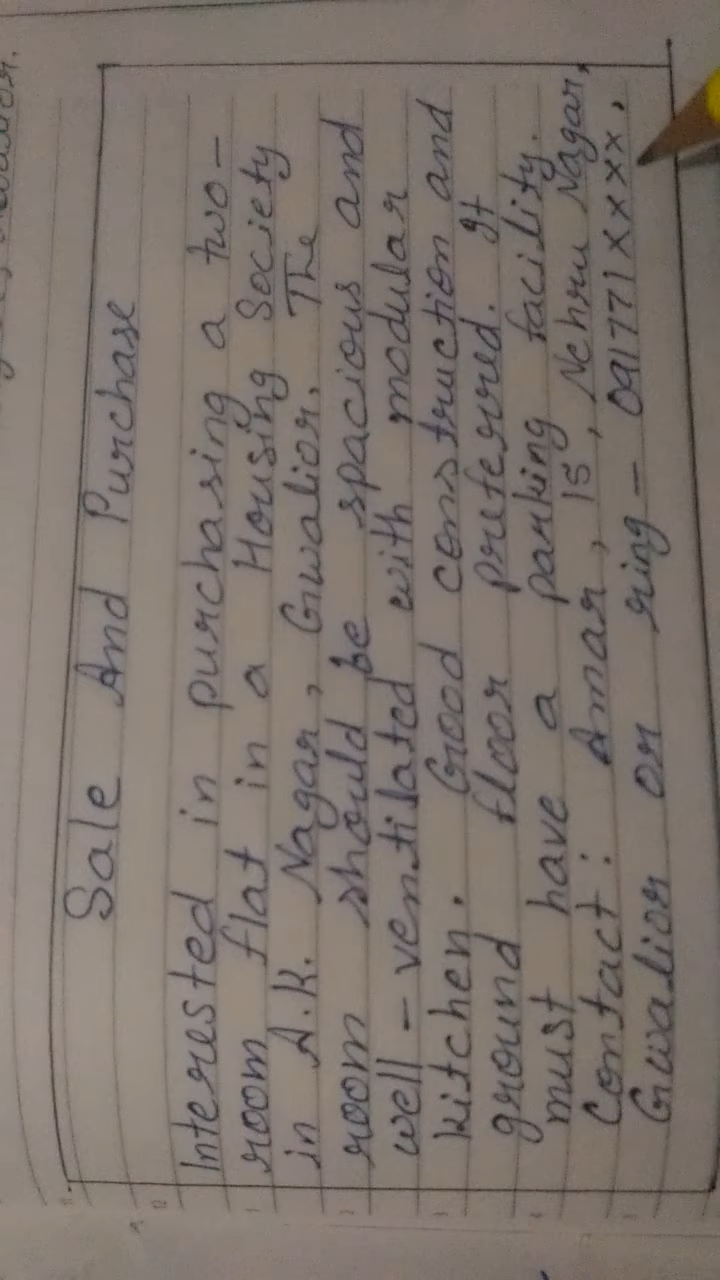 Sale And Purchase
Interested in purchasing a two-
room flat in a Housing Society
in A.K. Nagar, Gwalior. The
room should be spacious and
well-ventilated with modular
kitchen. Good construction and
ground floor preferred. It
must have a parking facility.
Contact: Amar, 15, Nehru Nagar,
Gwalior or ring - 091771XXXX,